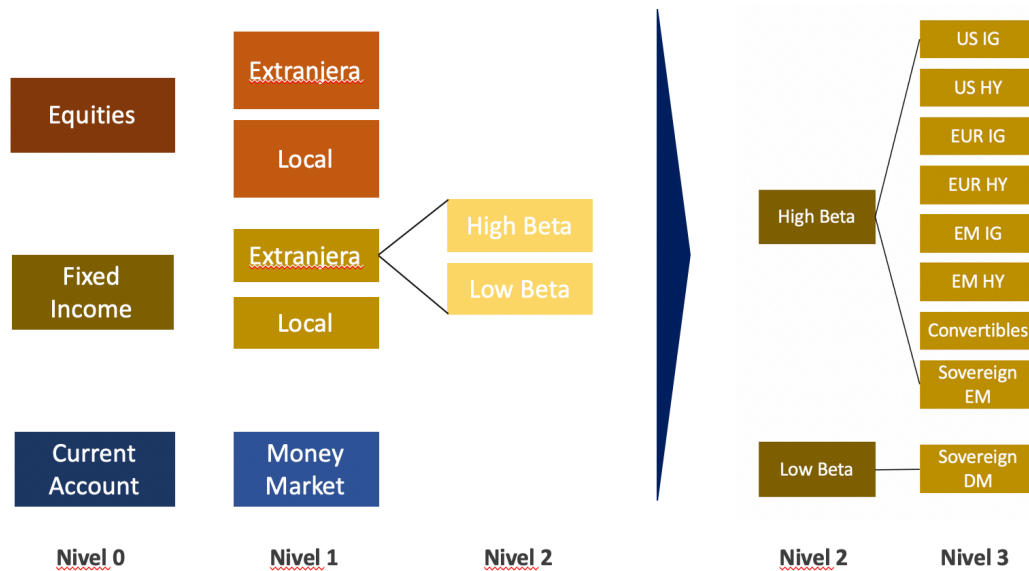 Equities
Extranjera
Local
Fixed
Income
Extranjera
Local
High Beta
Low Beta
Current
Account
Money
Market
High Beta
US IG
US HY
EUR IG
EUR HY
EM IG
EM HY
Convertibles
Sovereign
EM
Low Beta
Sovereign
DM
Nivel 0
Nivel 1
Nivel 2
Nivel 2
Nivel 3